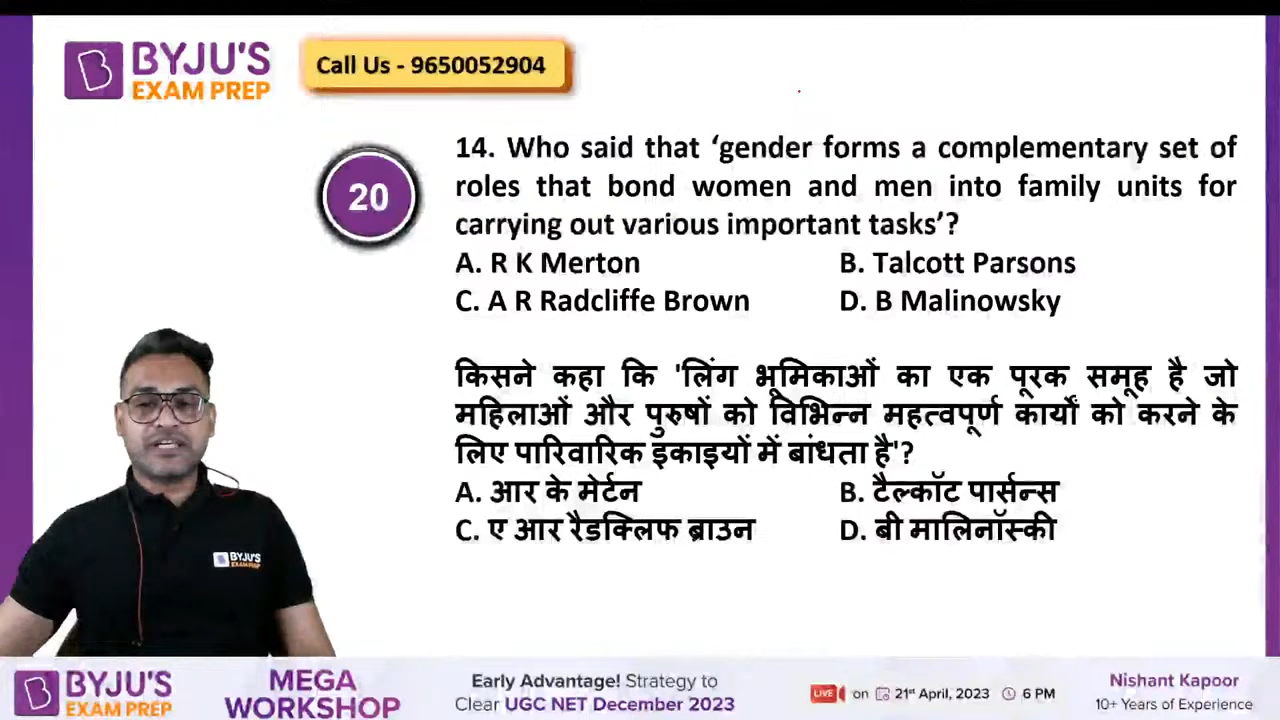 BYJU'S
EXAM PREP
Call Us - 9650052904
20
14. Who said that ‘gender forms a complementary set of
roles that bond women and men into family units for
carrying out various important tasks’?
A. R K Merton B. Talcott Parsons
C. A R Radcliffe Brown D. B Malinowsky
किसने कहा कि 'लिंग भूमिकाओं का एक पूरक समूह है जो
महिलाओं और पुरुषों को विभिन्न महत्वपूर्ण कार्यों को करने के
लिए पारिवारिक इकाइयों में बांधता है'?
A. आर के मेर्टन B. टैल्कॉट पार्सन्स
C. ए आर रैडक्लिफ ब्राउन D. बी मालिनॉस्की
BYJU'S
EXAM PREP
BYJU'S
EXAM PREP
MEGA
WORKSHOP
Early Advantage! Strategy to
Clear UGC NET December 2023
LIVE on 21st April, 2023 6 PM
Nishant Kapoor
10+ Years of Experience